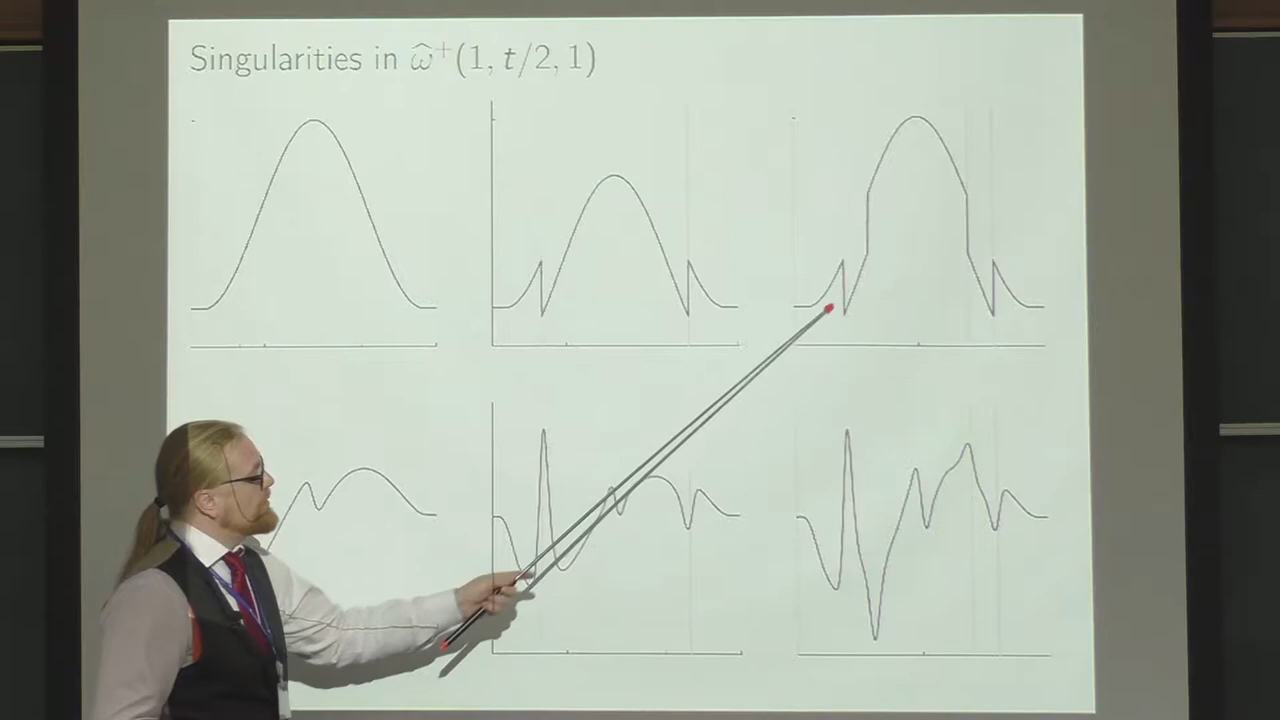 Singularities in ω̂⁺(1, t/2, 1)